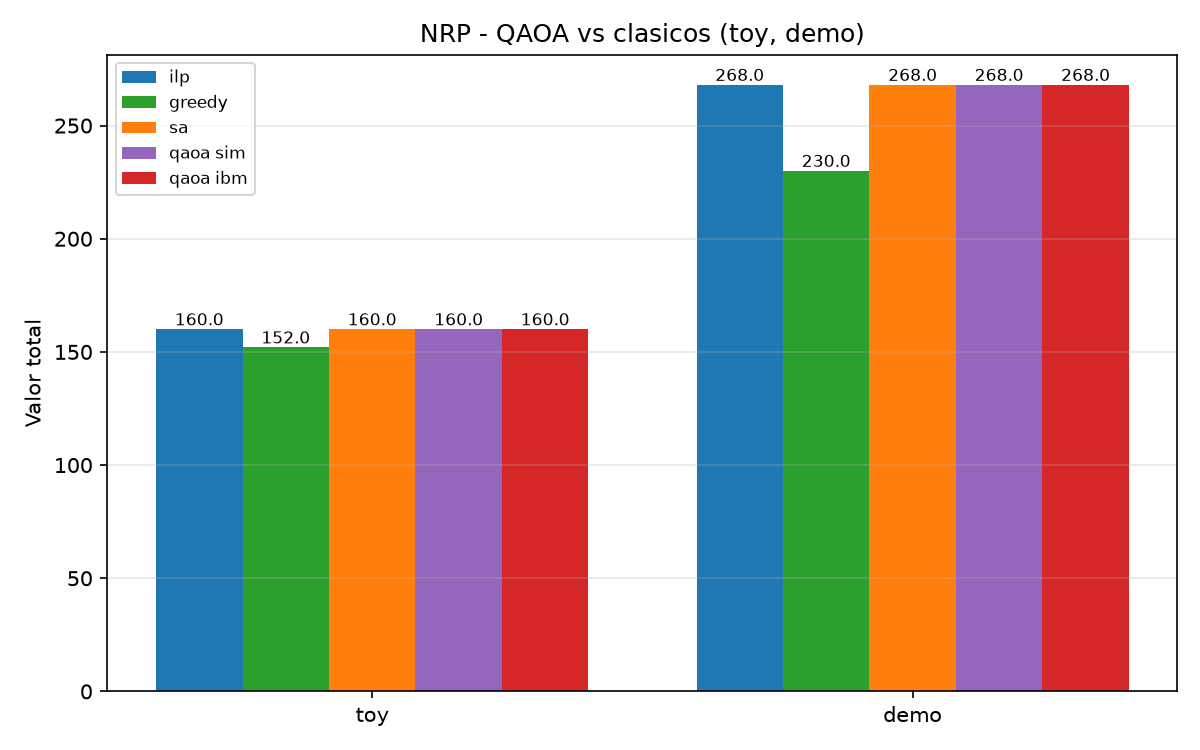 NRP - QAOA vs clasicos (toy, demo)
ilp
greedy
sa
qaoa sim
qaoa ibm
Valor total
250
200
150
100
50
0
160.0
152.0
160.0
160.0
160.0
268.0
230.0
268.0
268.0
268.0
toy
demo